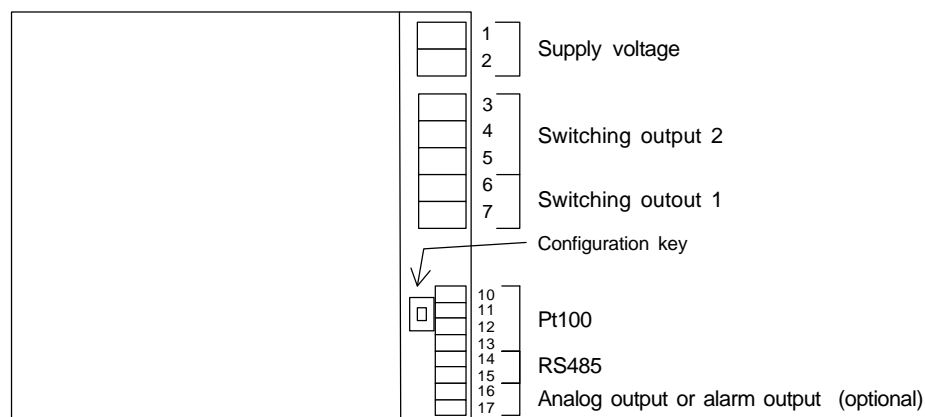 1
2
Supply voltage
3
4
5
Switching output 2
6
7
Switching outout 1
Configuration key
10
11
12
13
Pt100
14
15
RS485
16
17
Analog output or alarm output (optional)